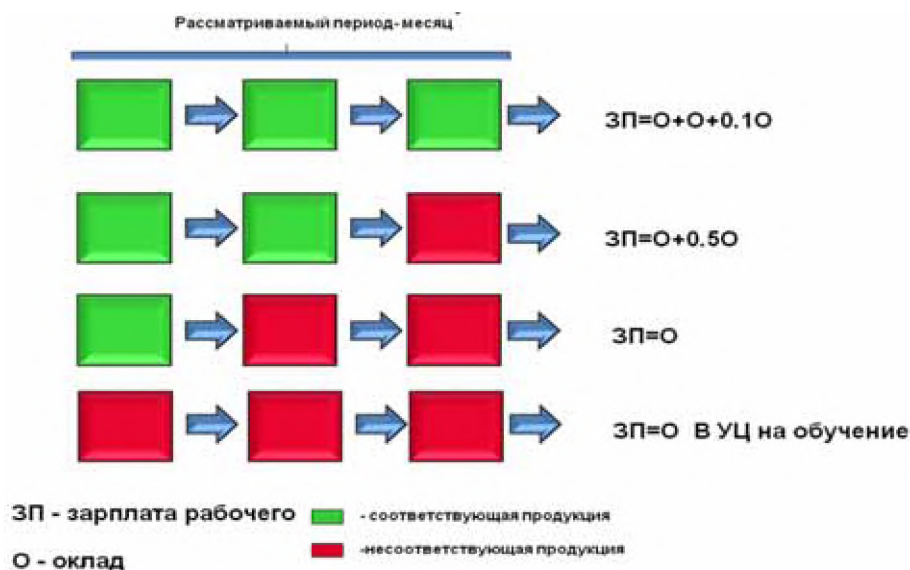 Рассматриваемый период-месяц
ЗП=О+О+0.1О
ЗП=О+0.5О
ЗП=О
ЗП=О В УЦ на обучение
ЗП - зарплата рабочего
- соответствующая продукция
О - оклад
-несоответствующая продукция